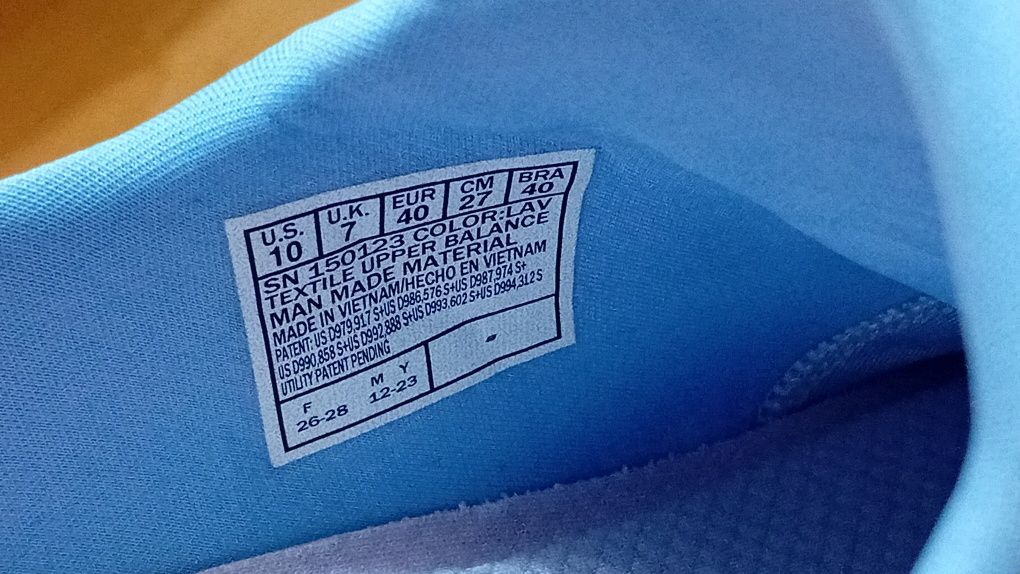 U.S. U.K. EUR CM BRA
10 7 40 27 40
SN 150123 COLOR:LAV
TEXTILE UPPER BALANCE
MAN MADE MATERIAL
MADE IN VIETNAM/HECHO EN VIETNAM
PATENT: US D979,917 S+US D986,576 S+US D987,974 S+
US D990,858 S+US D992,888 S+US D993,602 S+US D994,312 S
UTILITY PATENT PENDING
F M Y -
26-28 12-23